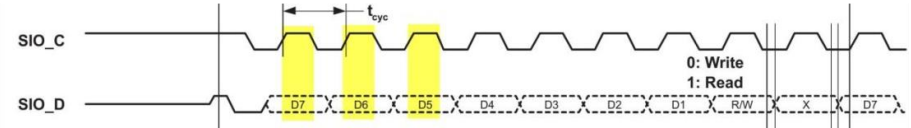 t_cyc
SIO_C
0: Write
1: Read
SIO_D D7 D6 D5 D4 D3 D2 D1 R/W X D7